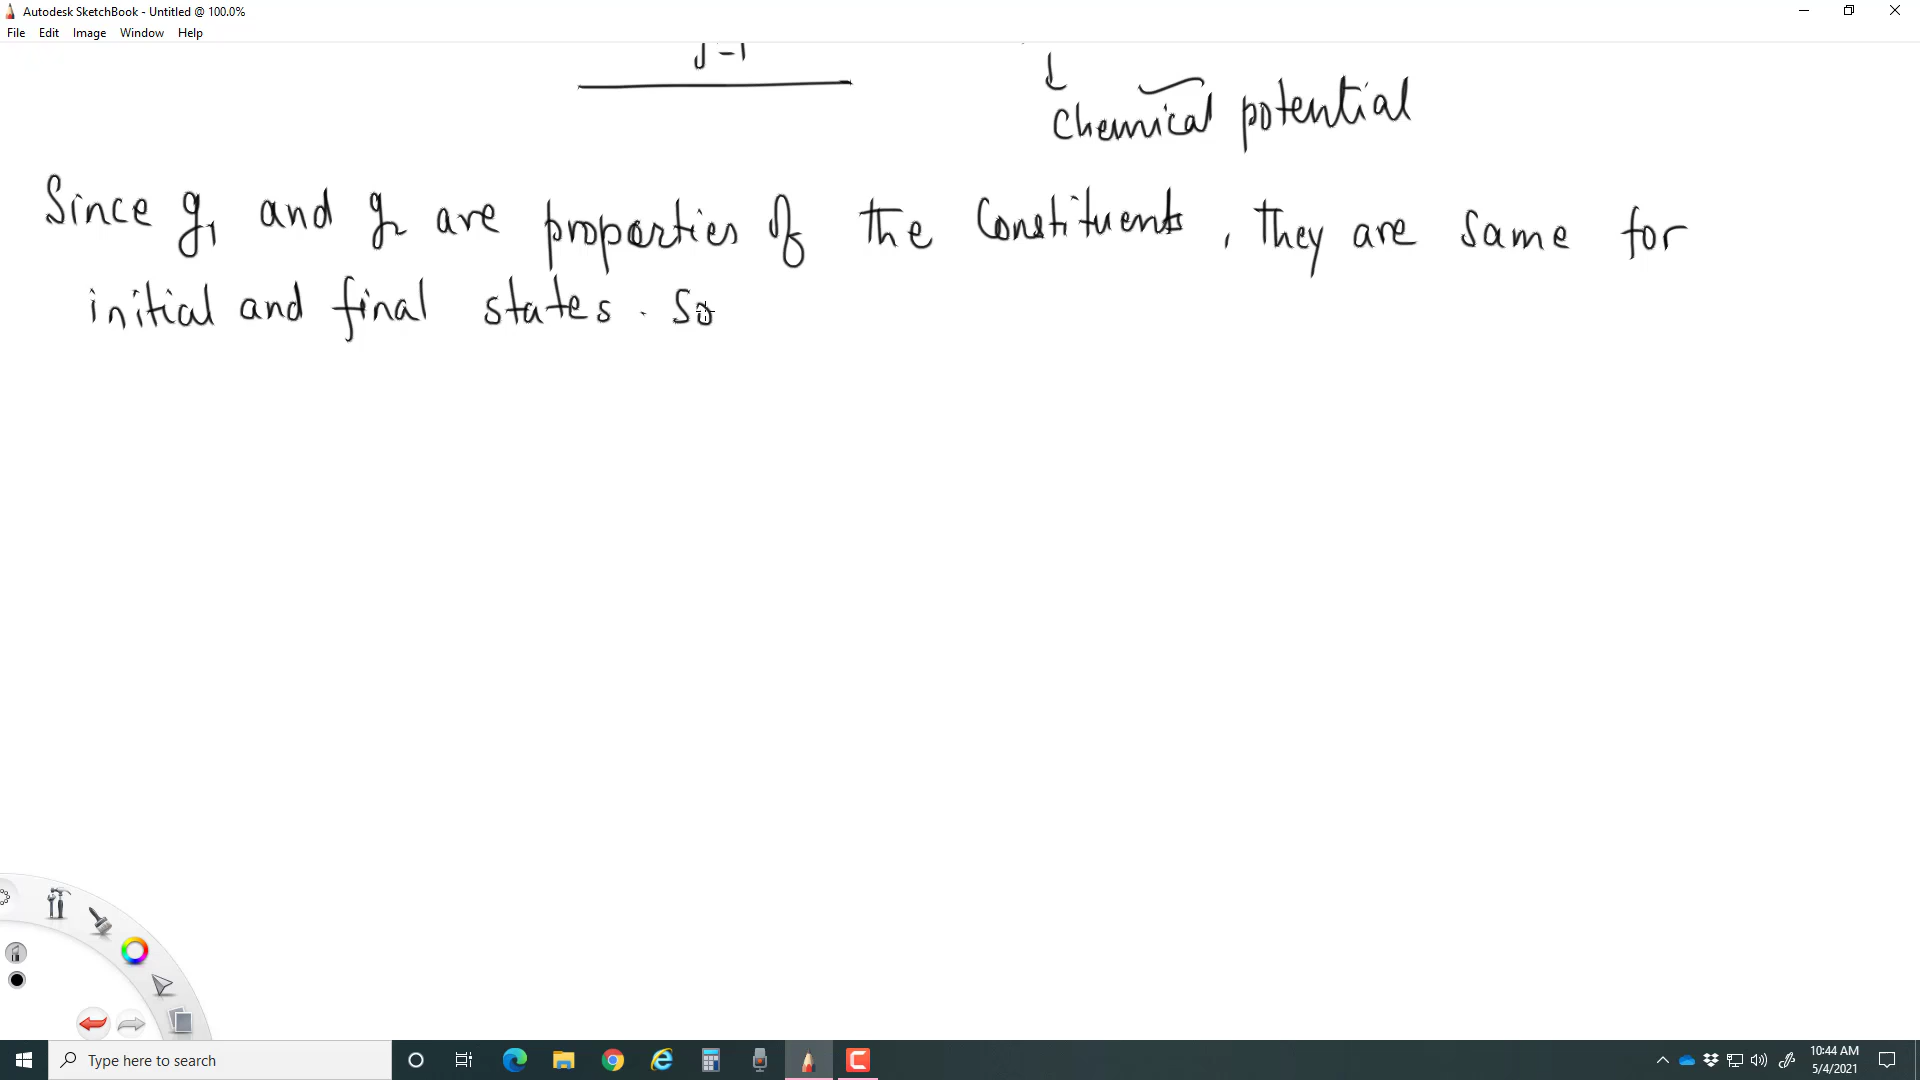 Autodesk SketchBook - Untitled @ 100.0%
File Edit Image Window Help
J=1
chemical potential
Since g1 and g2 are properties of the Constituents, they are same for
initial and final states. So
Type here to search
10:44 AM
5/4/2021